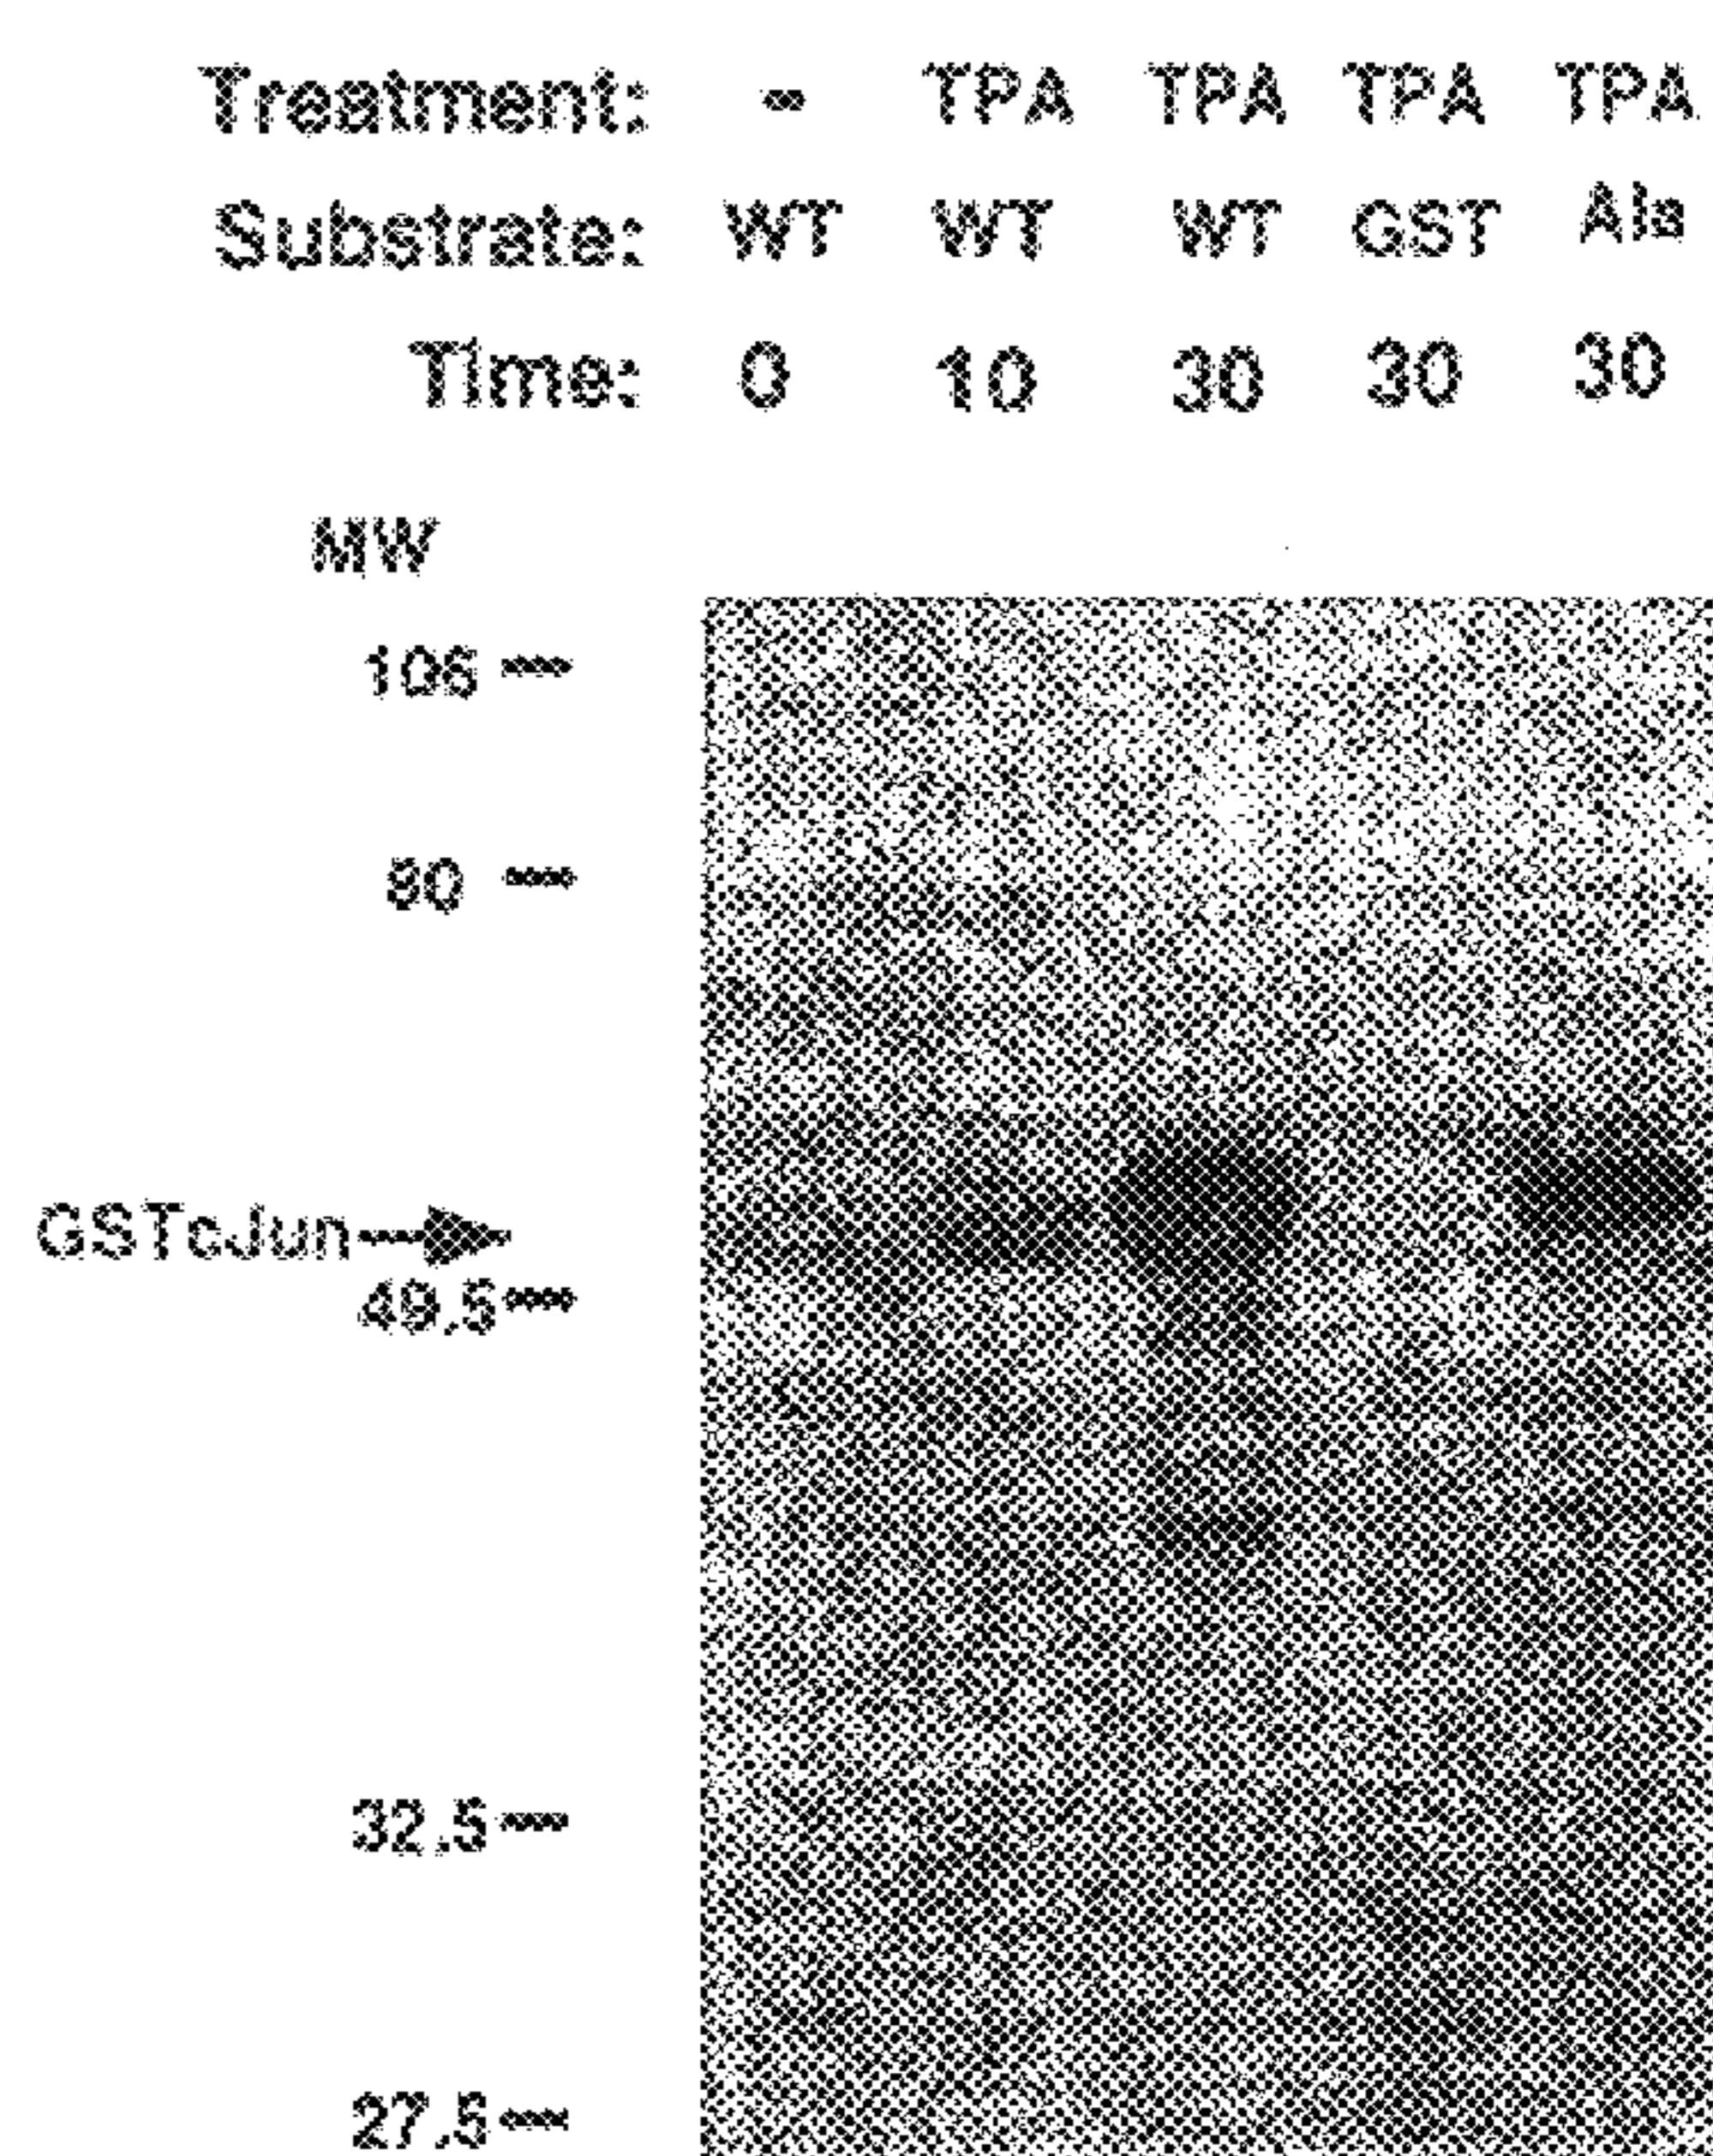 Treatment: - TPA TPA TPA TPA
Substrate: WT WT WT GST Ala
Time: 0 10 30 30 30
MW
106
80
GSTcJun
49.5
32.5
27.5